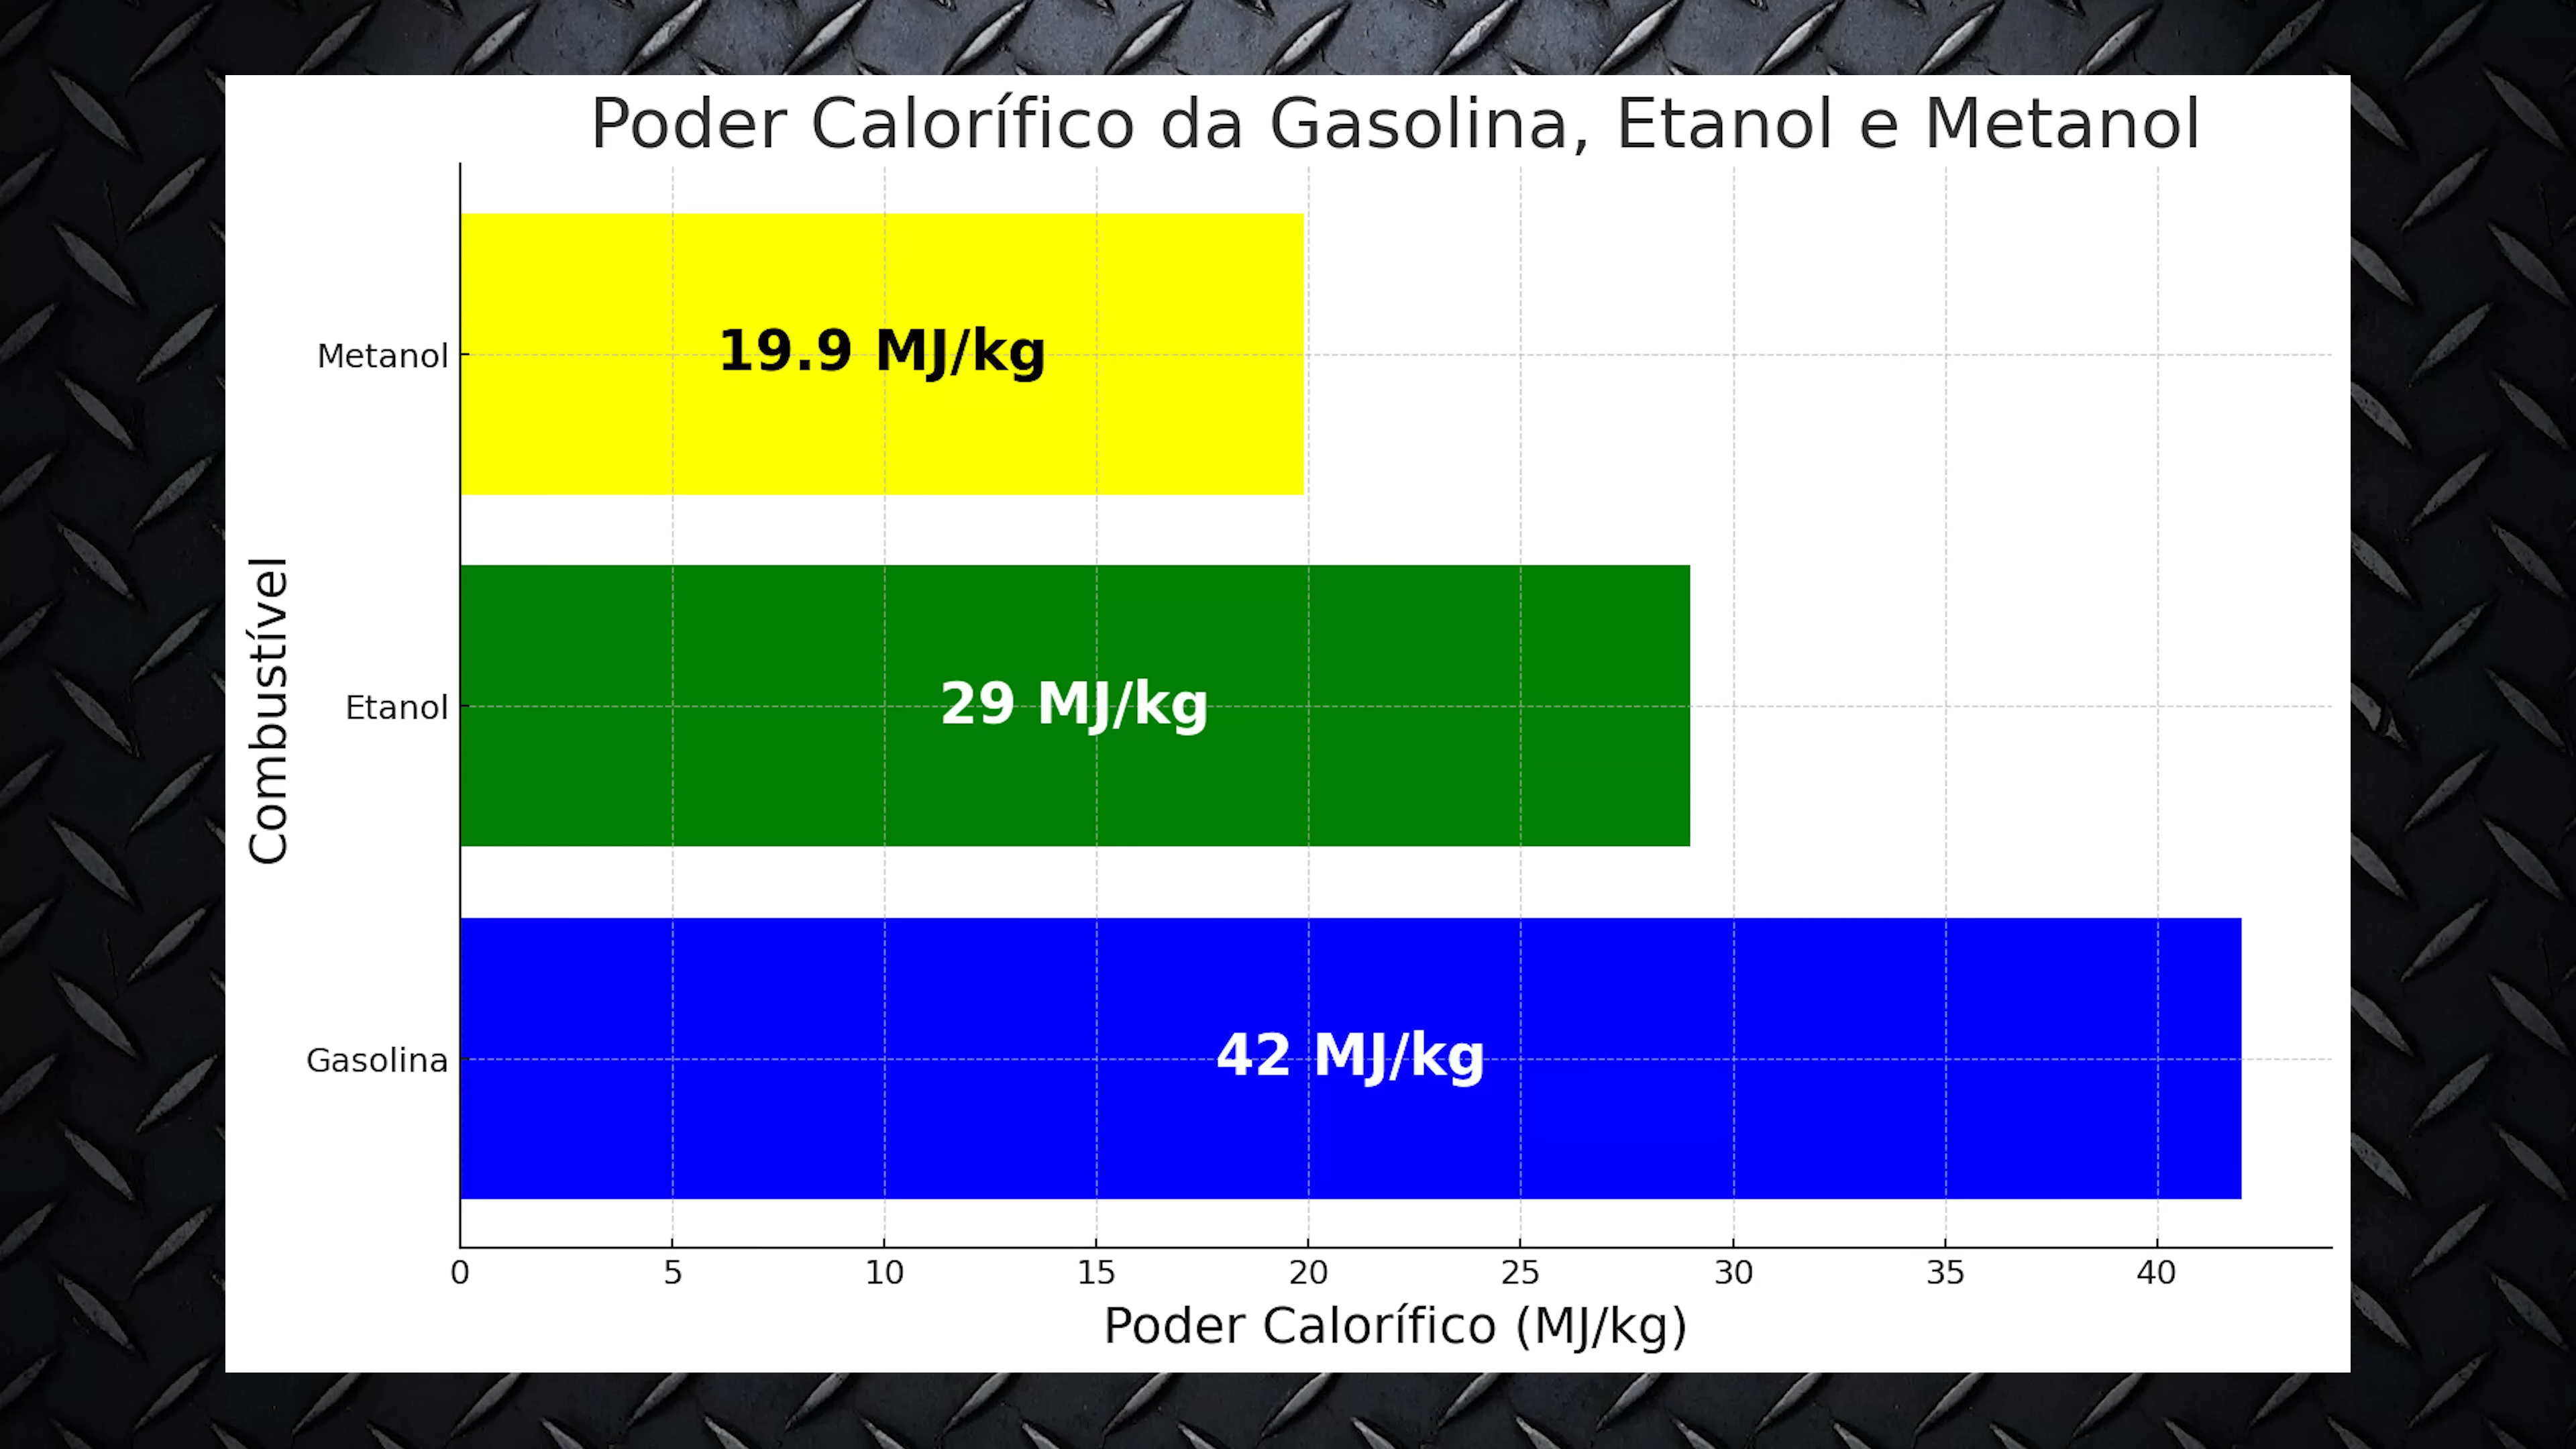 Poder Calorífico da Gasolina, Etanol e Metanol
Combustível
Metanol
19.9 MJ/kg
Etanol
29 MJ/kg
Gasolina
42 MJ/kg
0 5 10 15 20 25 30 35 40
Poder Calorífico (MJ/kg)